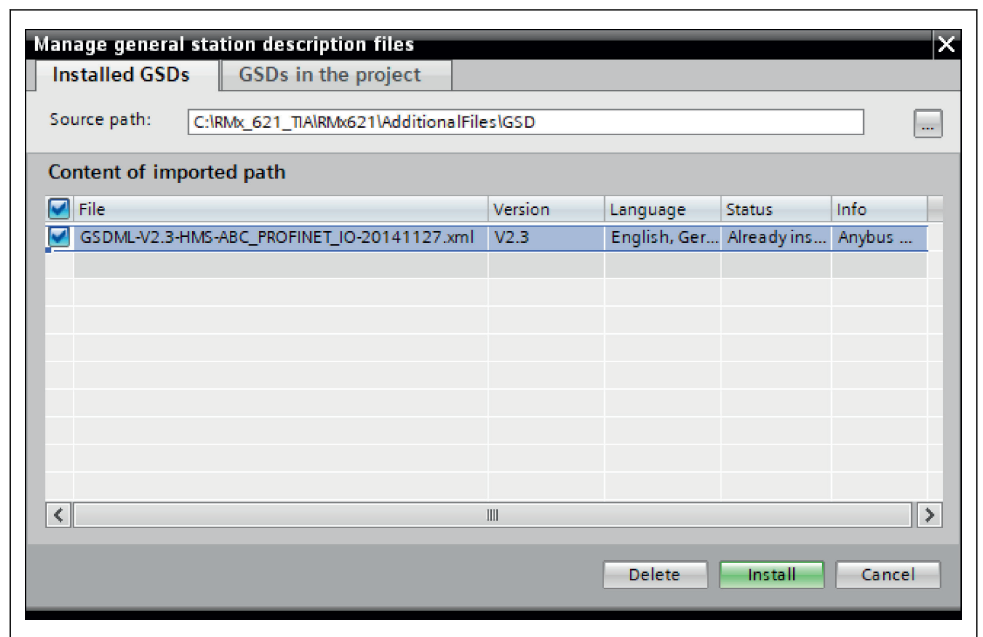 Manage general station description files
Installed GSDs GSDs in the project
Source path: C:\RMx_621_TIA\RMx621\AdditionalFiles\GSD ...
Content of imported path
File Version Language Status Info
GSDML-V2.3-HMS-ABC_PROFINET_IO-20141127.xml V2.3 English, Ger... Already ins... Anybus ...
Delete Install Cancel